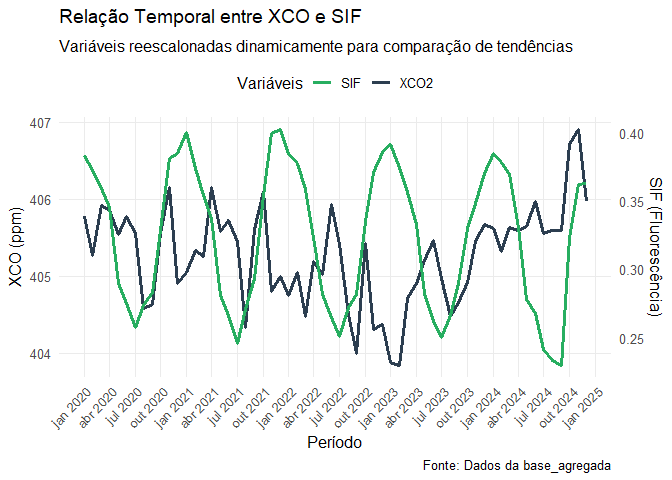 Relação Temporal entre XCO e SIF
Variáveis reescalonadas dinamicamente para comparação de tendências
Variáveis SIF XCO2
407
406
405
404
XCO (ppm)
0.40
0.35
0.30
0.25
SIF (Fluorescência)
jan 2020
abr 2020
jul 2020
out 2020
jan 2021
abr 2021
jul 2021
out 2021
jan 2022
abr 2022
jul 2022
out 2022
jan 2023
abr 2023
jul 2023
out 2023
jan 2024
abr 2024
jul 2024
out 2024
jan 2025
Período
Fonte: Dados da base_agregada